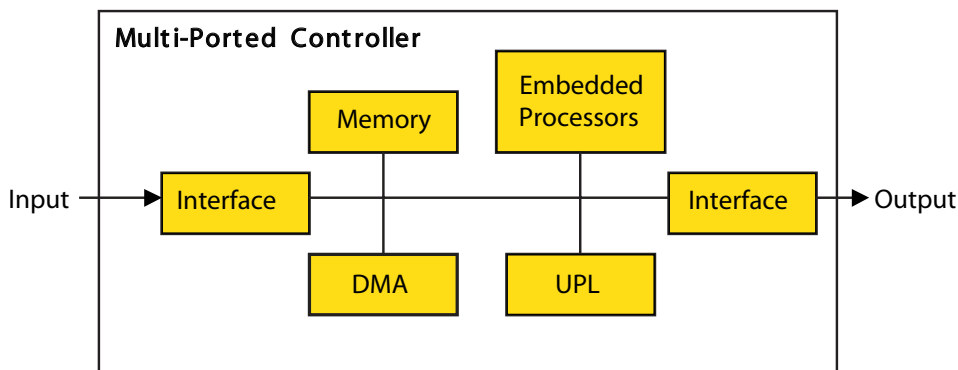 Multi-Ported Controller
Memory
Embedded
Processors
Input
Interface
Interface
Output
DMA
UPL